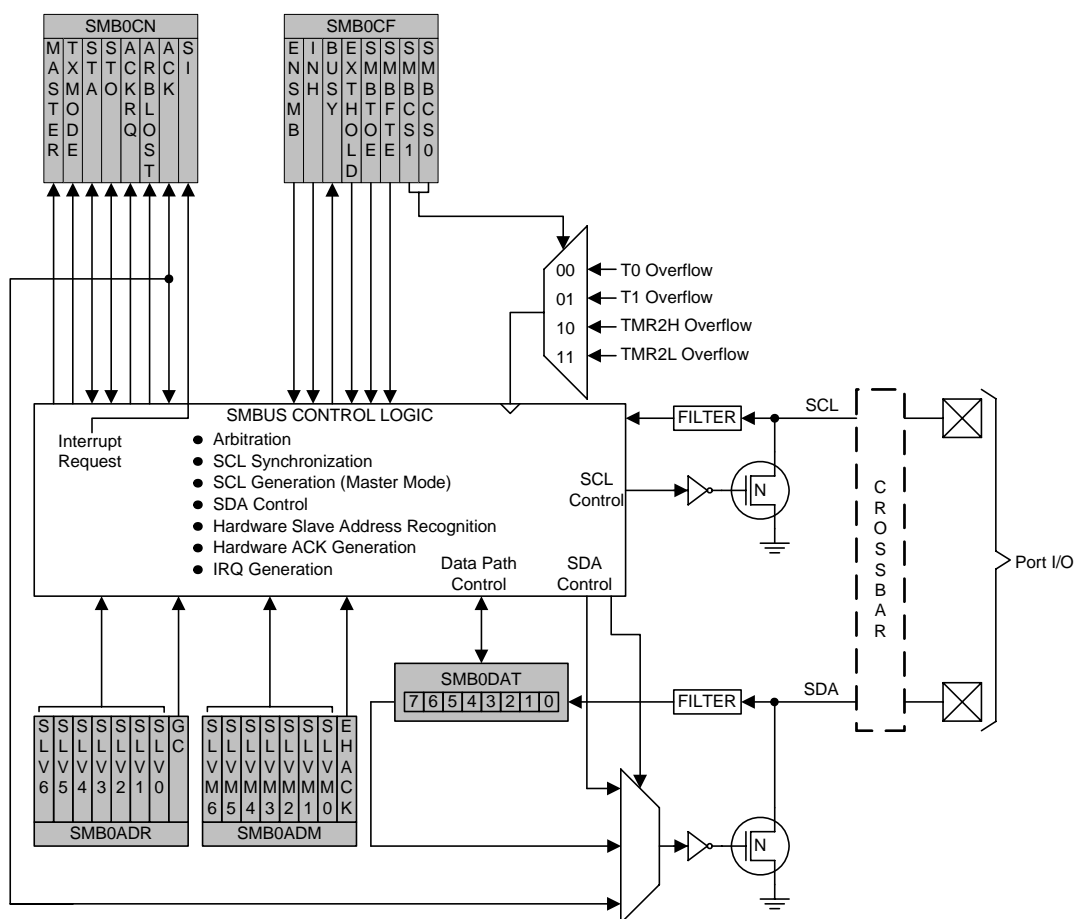 SMB0CN
MASTER
TXMODE
STA
STO
ACKRQ
ARBLOST
ACK
SI
SMB0CF
ENSMB
INH
BUSY
EXTHOLD
SMBTOE
SMBFTE
SMBCS1
SMBCS0
00
T0 Overflow
01
T1 Overflow
10
TMR2H Overflow
11
TMR2L Overflow
SMBUS CONTROL LOGIC
Interrupt
Request
● Arbitration
● SCL Synchronization
● SCL Generation (Master Mode)
● SDA Control
● Hardware Slave Address Recognition
● Hardware ACK Generation
● IRQ Generation
Data Path
Control
SCL
Control
SDA
Control
FILTER
SCL
N
CROSSBAR
Port I/O
SMB0DAT
7 6 5 4 3 2 1 0
FILTER
SDA
N
SLV6
SLV5
SLV4
SLV3
SLV2
SLV1
SLV0
GC
SMB0ADR
SLVM6
SLVM5
SLVM4
SLVM3
SLVM2
SLVM1
SLVM0
EHACK
SMB0ADM